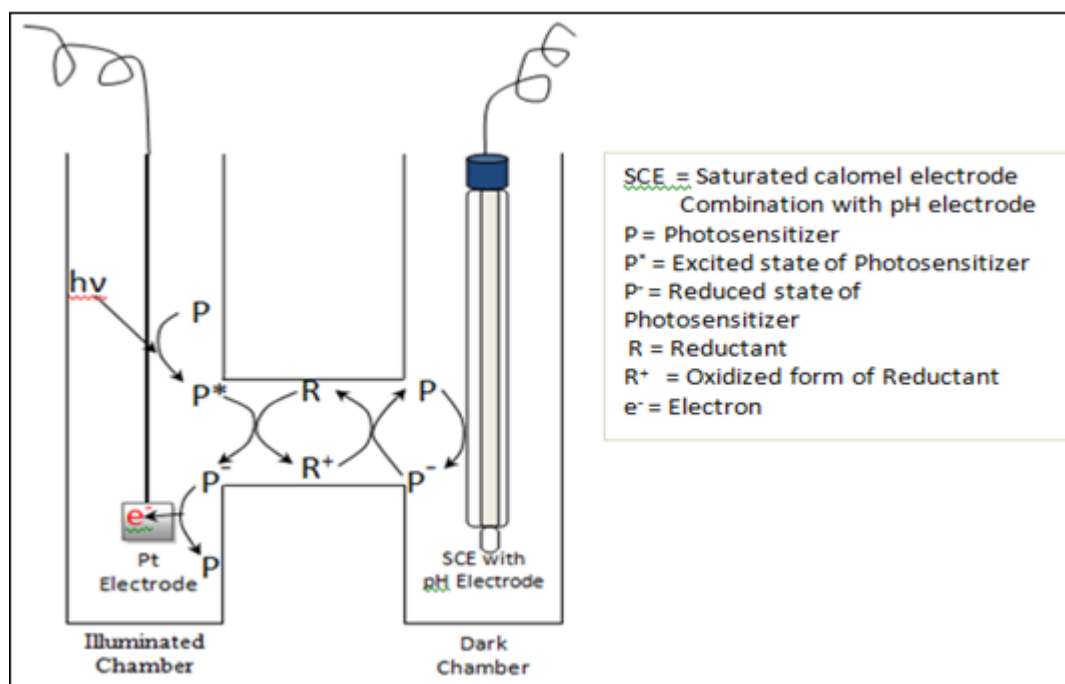 hν
P
P*
R
P
P⁻
R⁺
P⁻
e⁻
P
Pt
Electrode
SCE with
pH Electrode
Illuminated
Chamber
Dark
Chamber
SCE = Saturated calomel electrode
Combination with pH electrode
P = Photosensitizer
P* = Excited state of Photosensitizer
P⁻ = Reduced state of
Photosensitizer
R = Reductant
R⁺ = Oxidized form of Reductant
e⁻ = Electron